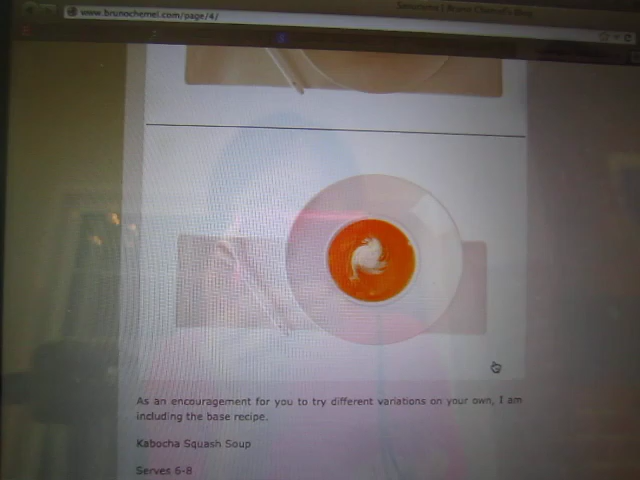 www.brunochemel.com/page/4/
As an encouragement for you to try different variations on your own, I am
including the base recipe.
Kabocha Squash Soup
Serves 6-8